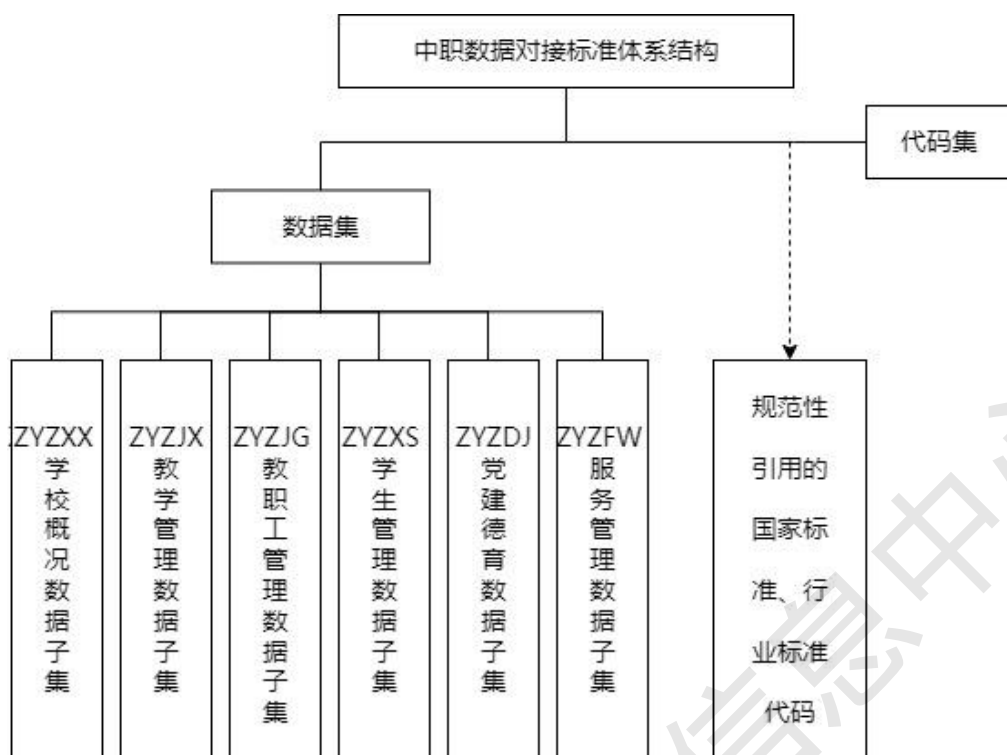 中职数据对接标准体系结构
代码集
数据集
ZYZXX
学校概况数据子集
ZYZJX
教学管理数据子集
ZYZJG
教职工管理数据子集
ZYZXS
学生管理数据子集
ZYZDJ
党建德育数据子集
ZYZFW
服务管理数据子集
规范性
引用的
国家标
准、行
业标准
代码
信息中